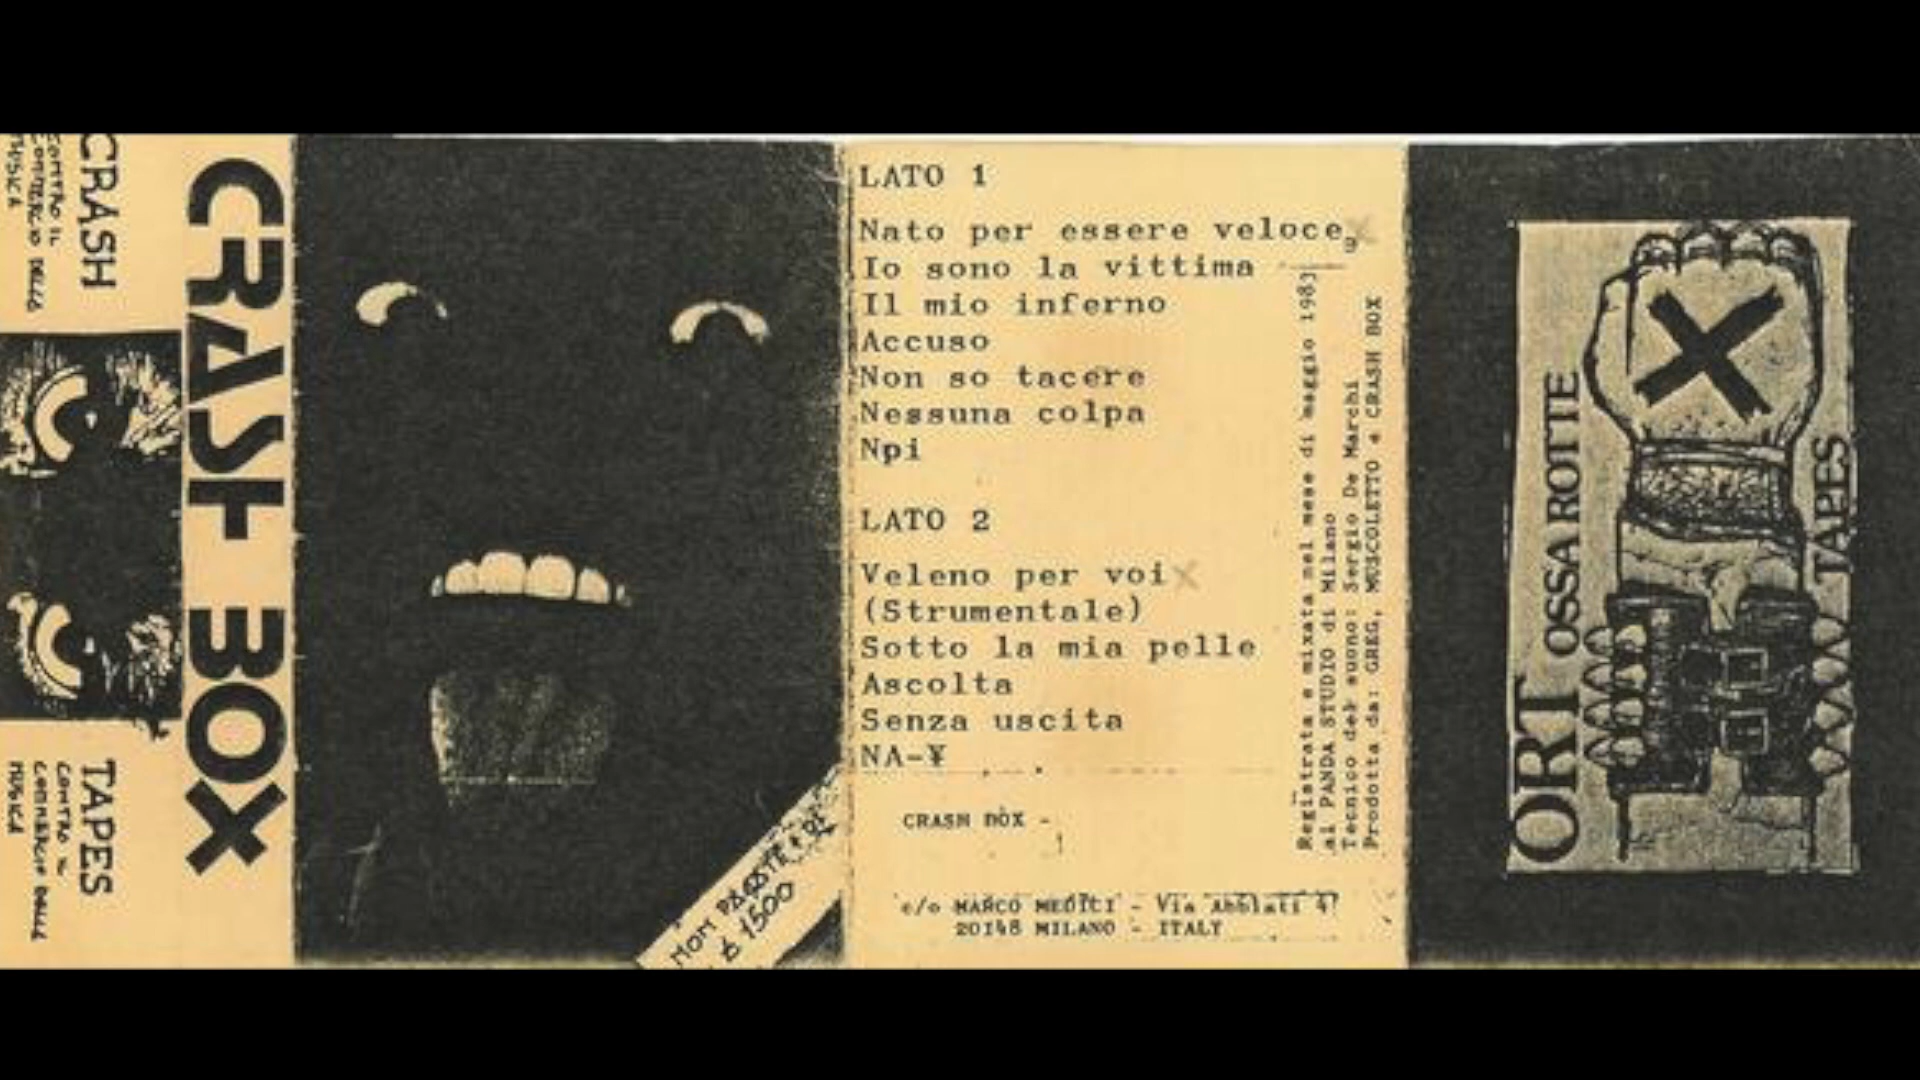 CRASH
CONTRO IL
COMMERCIO DELLA
MUSICA
TAPES
CONTRO IL
COMMERCIO DELLA
MUSICA
CRASH BOX
NON PAGATE + DI
£ 1500
LATO 1
Nato per essere veloce
Io sono la vittima
Il mio inferno
Accuso
Non so tacere
Nessuna colpa
Npi
LATO 2
Veleno per voi
(Strumentale)
Sotto la mia pelle
Ascolta
Senza uscita
NA-¥
CRASH BOX -
c/o MARCO MEDICI - Via Abbiati 4
20148 MILANO - ITALY
Registrata e mixata nel mese di maggio 1983
al PANDA STUDIO di Milano
Tecnico del suono: Sergio De Marchi
Prodotta da: GREG, MUSCOLETTO e CRASH BOX
ORT OSSA ROTTE
TAPES
X